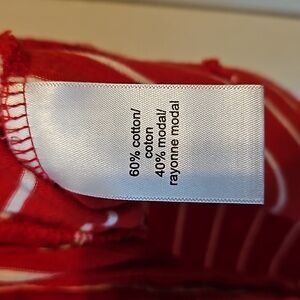 60% cotton/
coton
40% modal/
rayonne modal